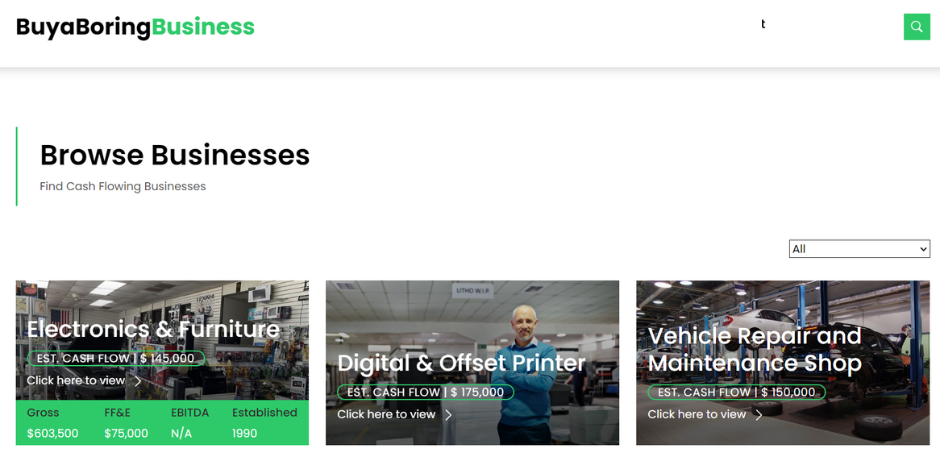 BuyaBoringBusiness
t
Browse Businesses
Find Cash Flowing Businesses
All
LITHO W.I.P.
Electronics & Furniture
EST. CASH FLOW | $ 145,000
Click here to view
Gross FF&E EBITDA Established
$603,500 $75,000 N/A 1990
Digital & Offset Printer
EST. CASH FLOW | $ 175,000
Click here to view
Vehicle Repair and
Maintenance Shop
EST. CASH FLOW | $ 150,000
Click here to view